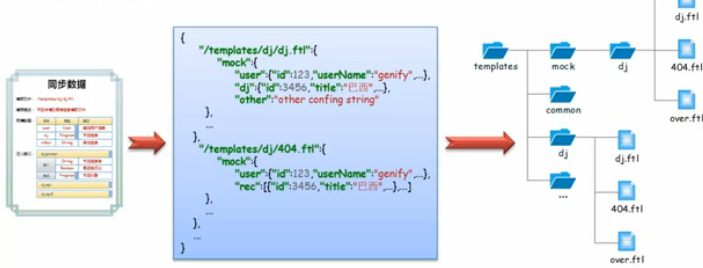 同步数据
{
"/templates/dj/dj.ftl":{
"mock":{
"user":{"id":123,"userName":"genify",...},
"dj":{"id":3456,"title":"巴西",...},
"other":"other confing string"
},
...
},
"/templates/dj/404.ftl":{
"mock":{
"user":{"id":123,"userName":"genify",...},
"rec":[{"id":3456,"title":"巴西",...},...]
},
...
},
...
}
templates
mock
dj
dj.ftl
404.ftl
over.ftl
common
dj
dj.ftl
404.ftl
over.ftl
...